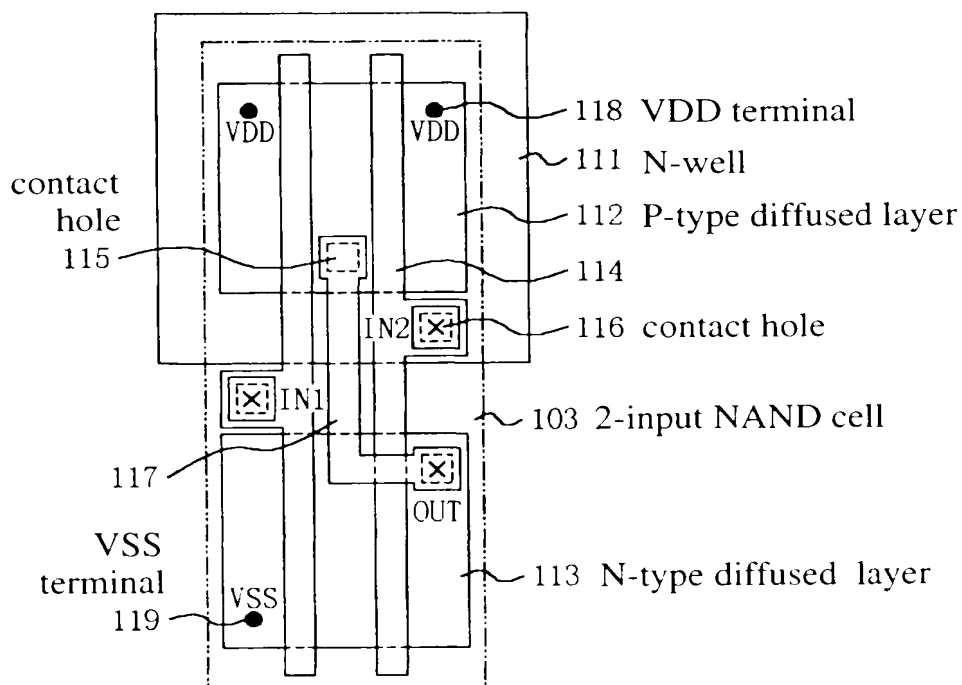 VDD
VDD
118 VDD terminal
111 N-well
contact
hole
115
112 P-type diffused layer
114
IN2
116 contact hole
IN1
103 2-input NAND cell
117
OUT
VSS
terminal
119
VSS
113 N-type diffused layer